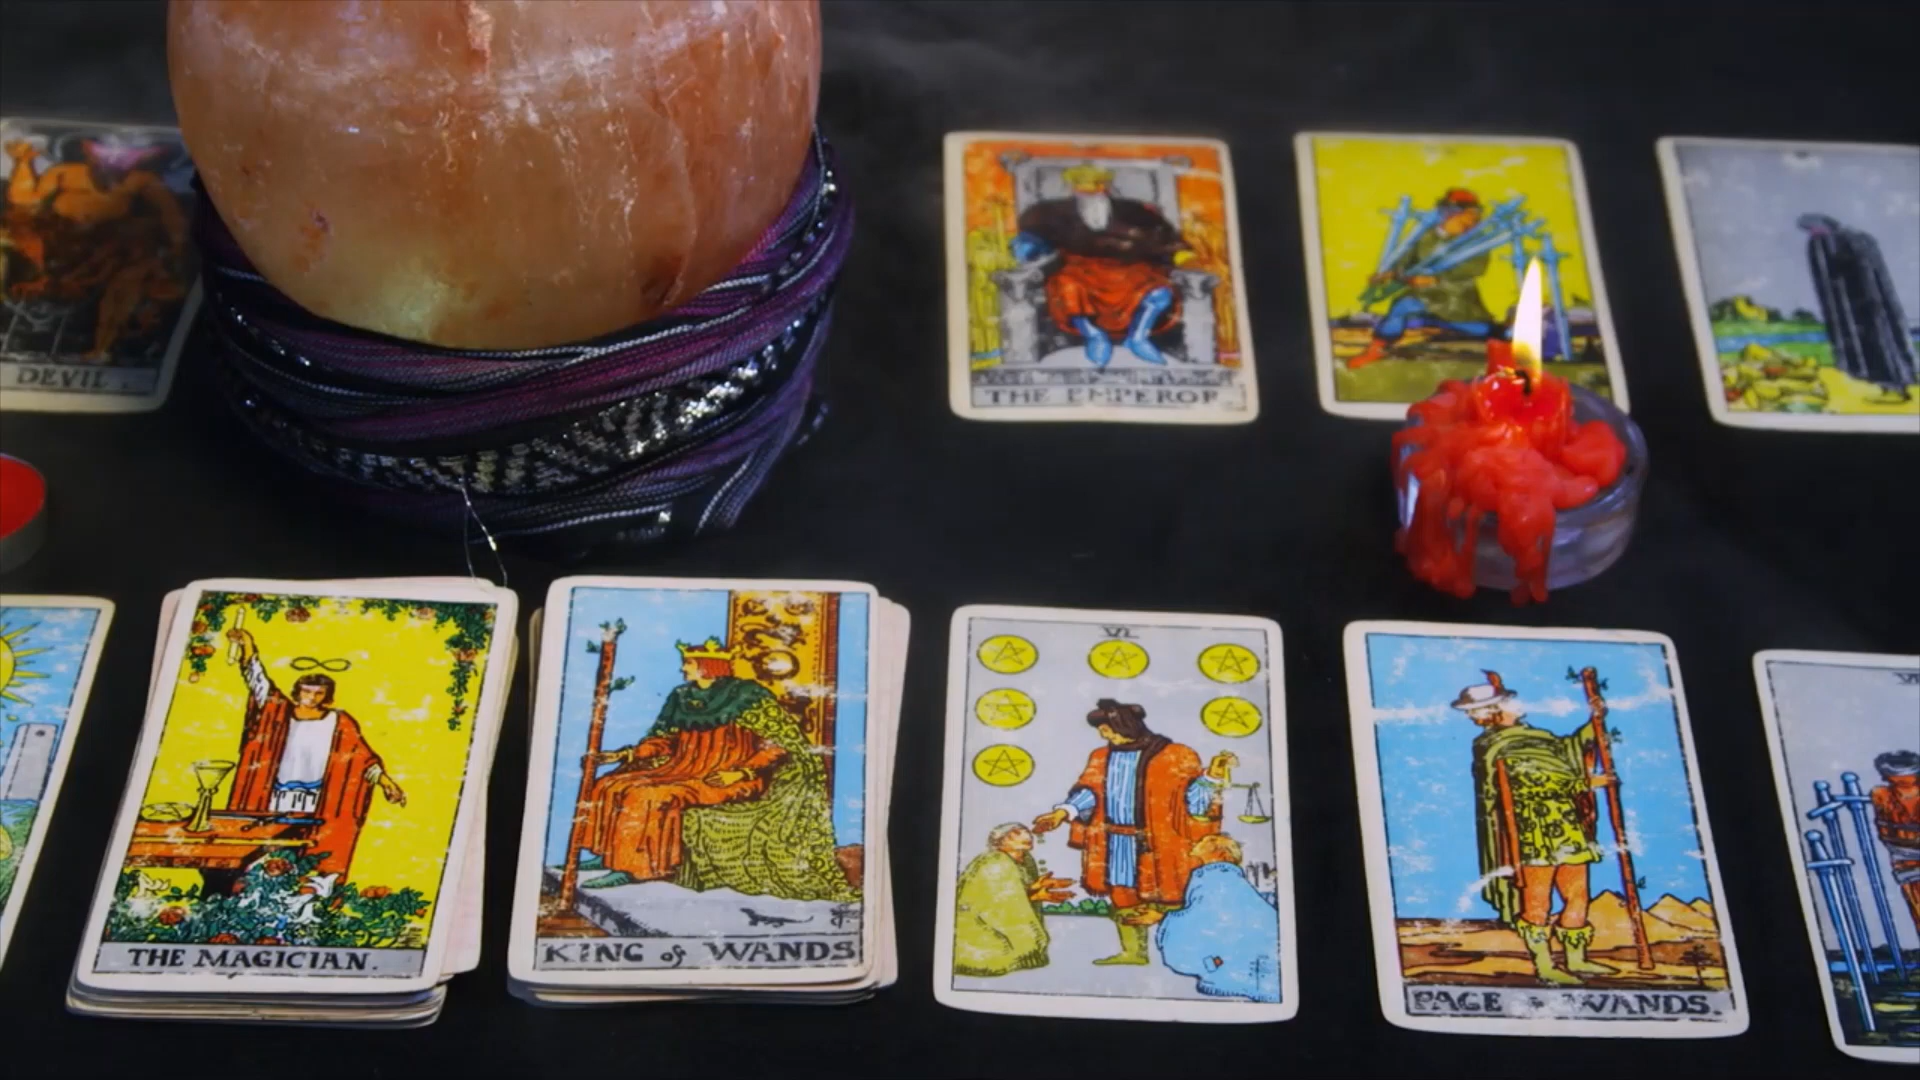 DEVIL.
THE EMPEROR.
THE MAGICIAN.
KING of WANDS
VI
PAGE WANDS.